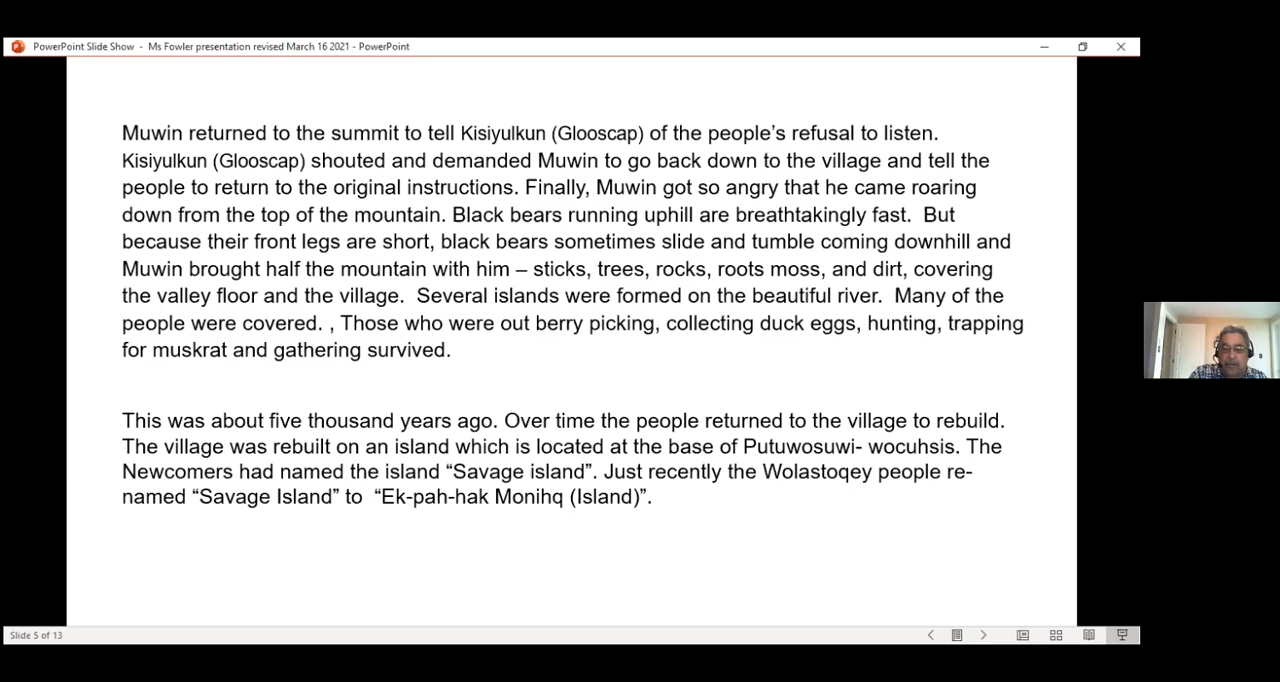 PowerPoint Slide Show - Ms Fowler presentation revised March 16 2021 - PowerPoint
Muwin returned to the summit to tell Kisiyulkun (Glooscap) of the people’s refusal to listen.
Kisiyulkun (Glooscap) shouted and demanded Muwin to go back down to the village and tell the
people to return to the original instructions. Finally, Muwin got so angry that he came roaring
down from the top of the mountain. Black bears running uphill are breathtakingly fast.  But
because their front legs are short, black bears sometimes slide and tumble coming downhill and
Muwin brought half the mountain with him – sticks, trees, rocks, roots moss, and dirt, covering
the valley floor and the village.  Several islands were formed on the beautiful river.  Many of the
people were covered. , Those who were out berry picking, collecting duck eggs, hunting, trapping
for muskrat and gathering survived.
This was about five thousand years ago. Over time the people returned to the village to rebuild.
The village was rebuilt on an island which is located at the base of Putuwosuwi- wocuhsis. The
Newcomers had named the island “Savage island”. Just recently the Wolastoqey people re-
named “Savage Island” to  “Ek-pah-hak Monihq (Island)”.
Slide 5 of 13